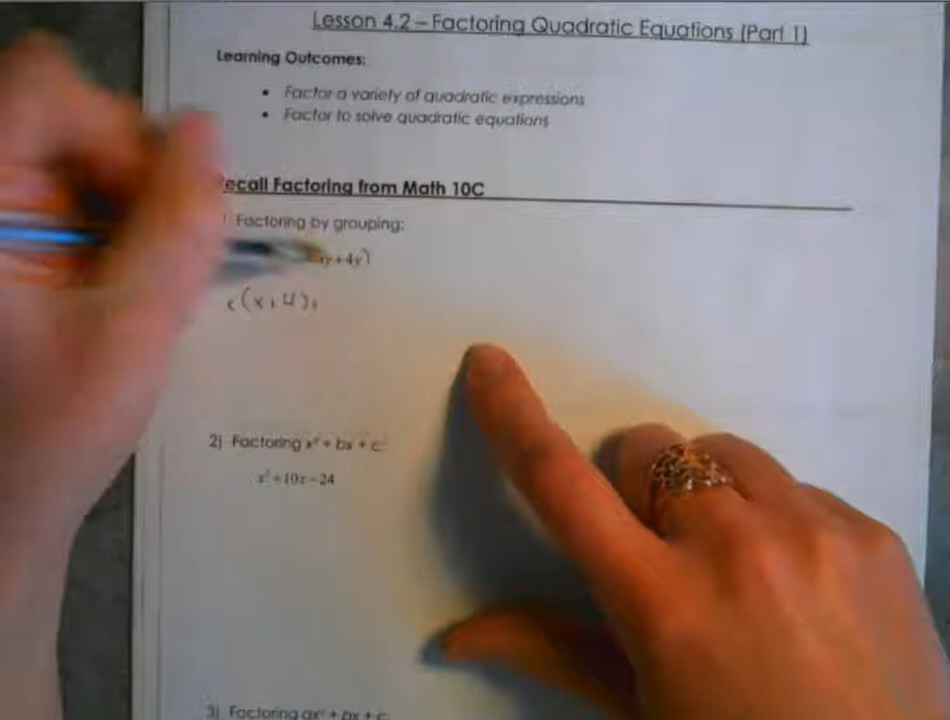 Lesson 4.2 – Factoring Quadratic Equations (Part 1)
Learning Outcomes:
• Factor a variety of quadratic expressions
• Factor to solve quadratic equations
Recall Factoring from Math 10C
Factoring by grouping:
y+4y)
x(x+4)+
2) Factoring x² + bx + c:
x²+10x−24
3) Factoring ax² + bx + c: